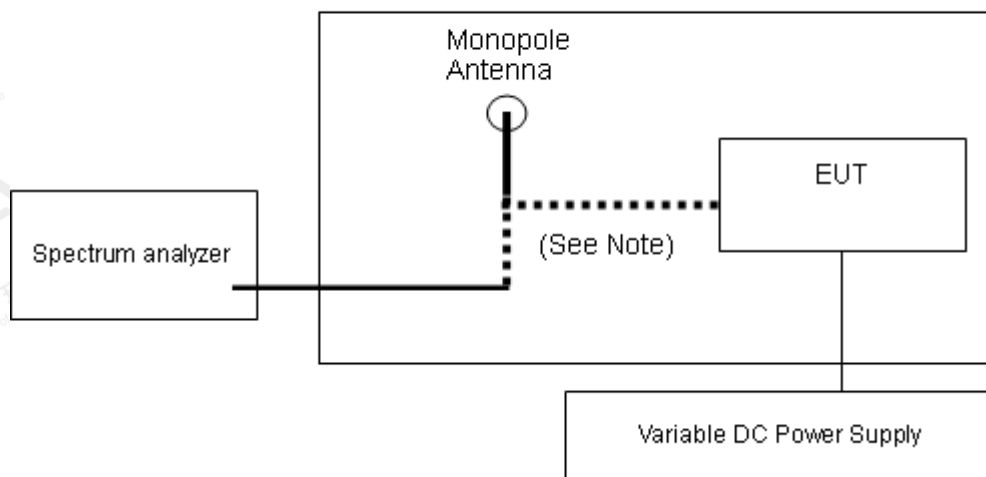 Monopole
Antenna
EUT
Spectrum analyzer
(See Note)
Variable DC Power Supply